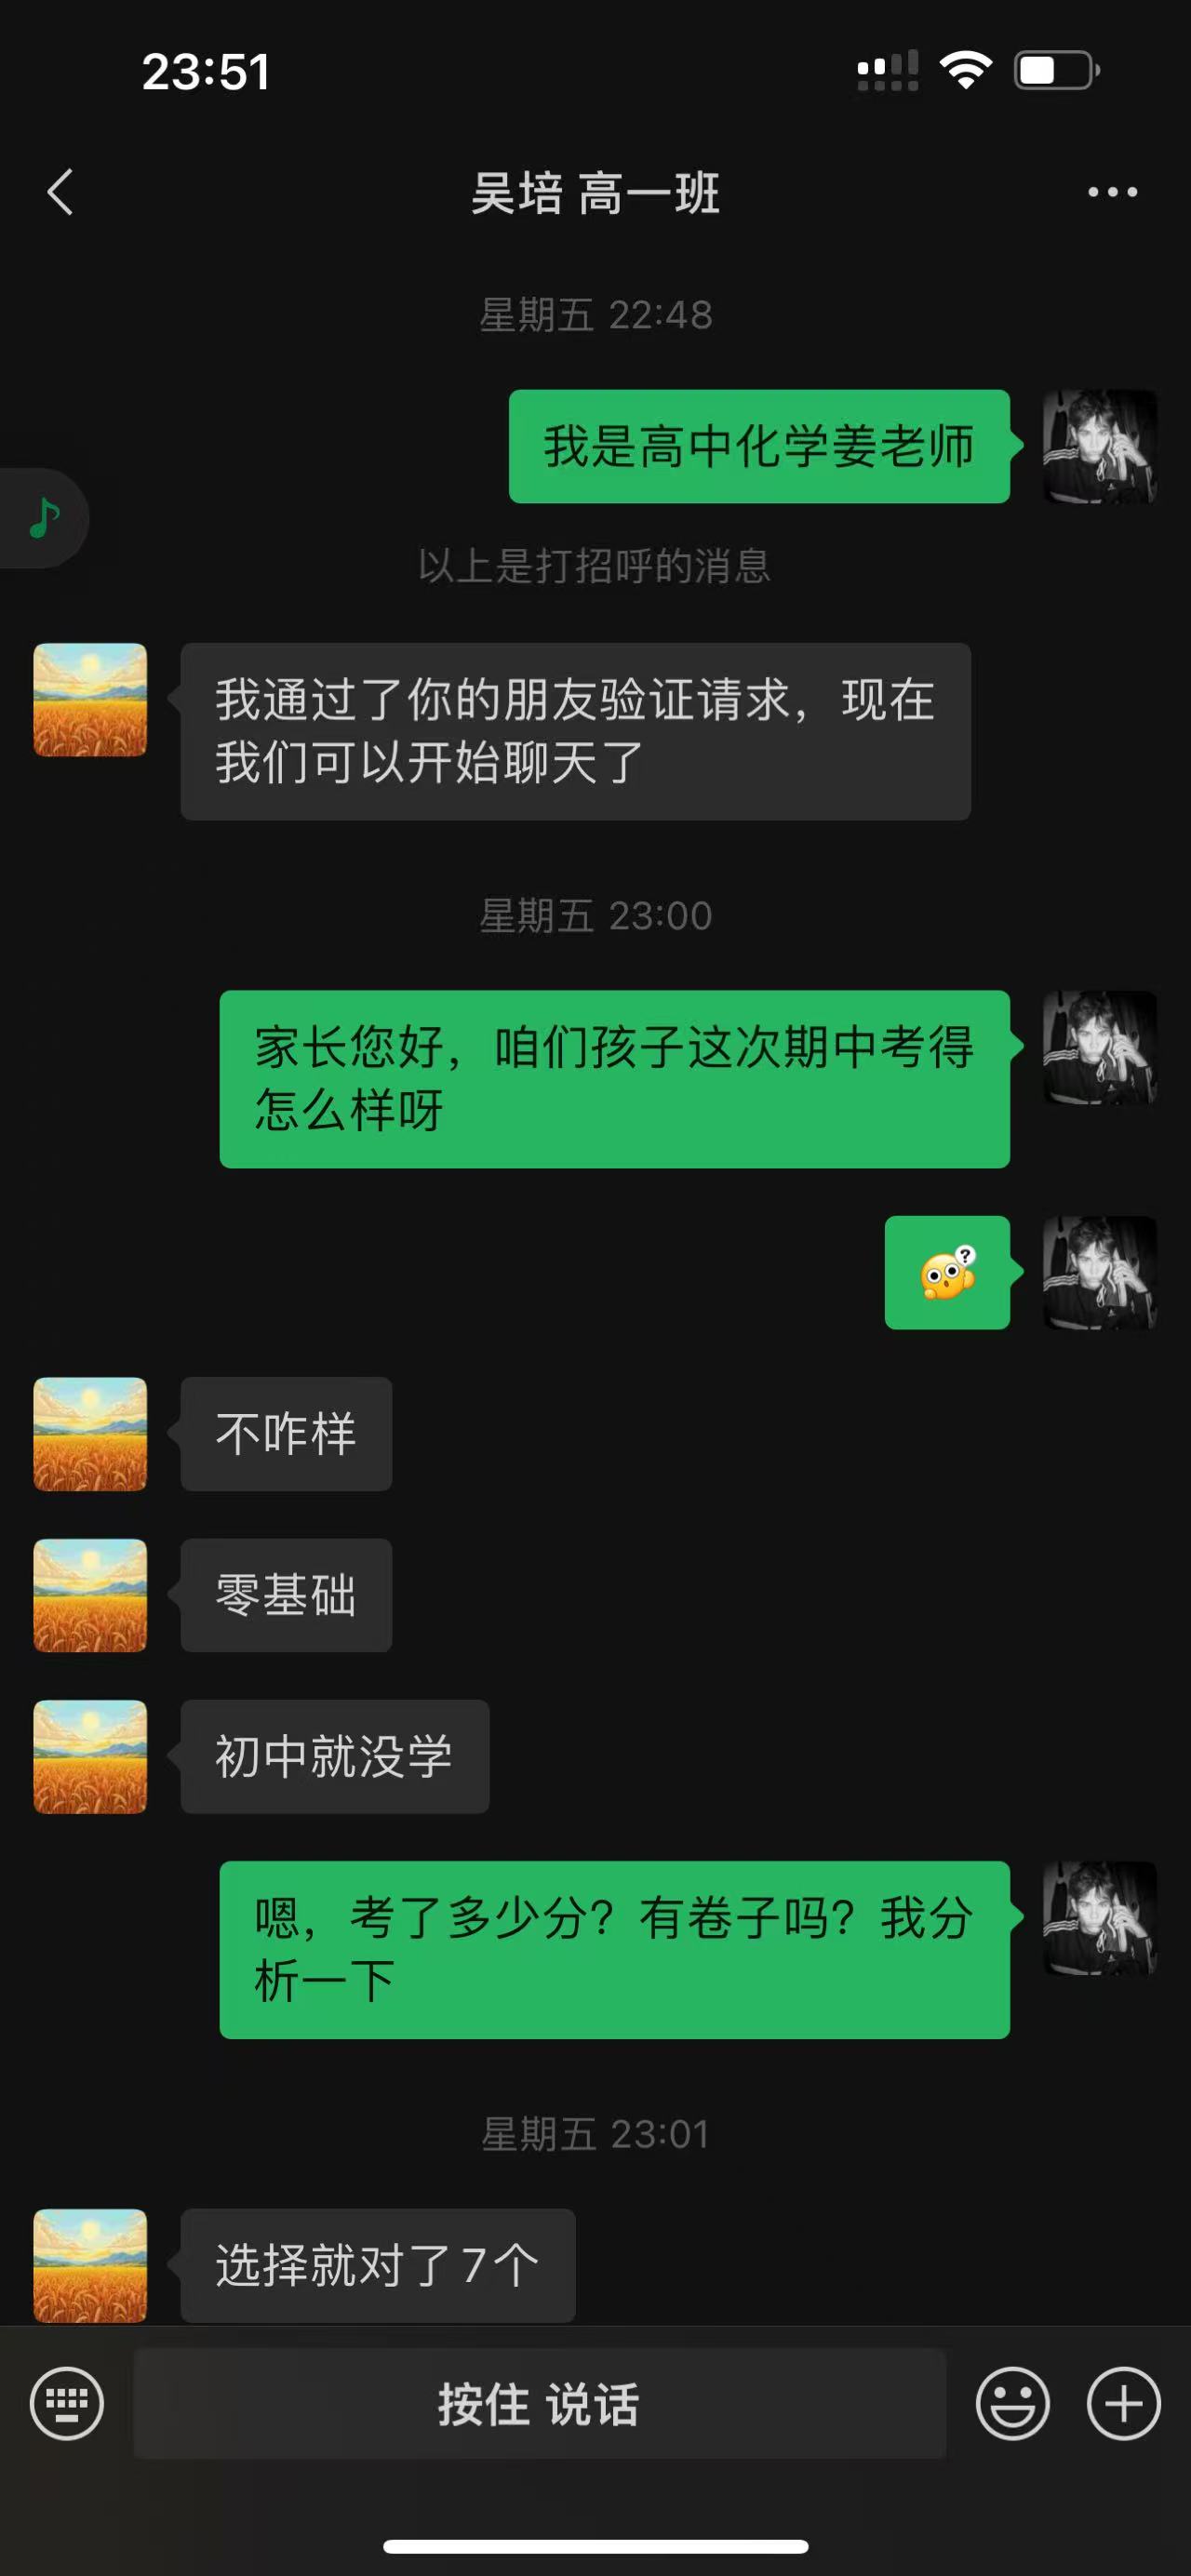 23:51
吴培 高一班
星期五 22:48
我是高中化学姜老师
以上是打招呼的消息
我通过了你的朋友验证请求，现在
我们可以开始聊天了
星期五 23:00
家长您好，咱们孩子这次期中考得
怎么样呀
不咋样
零基础
初中就没学
嗯，考了多少分？有卷子吗？我分
析一下
星期五 23:01
选择就对了7个
按住 说话